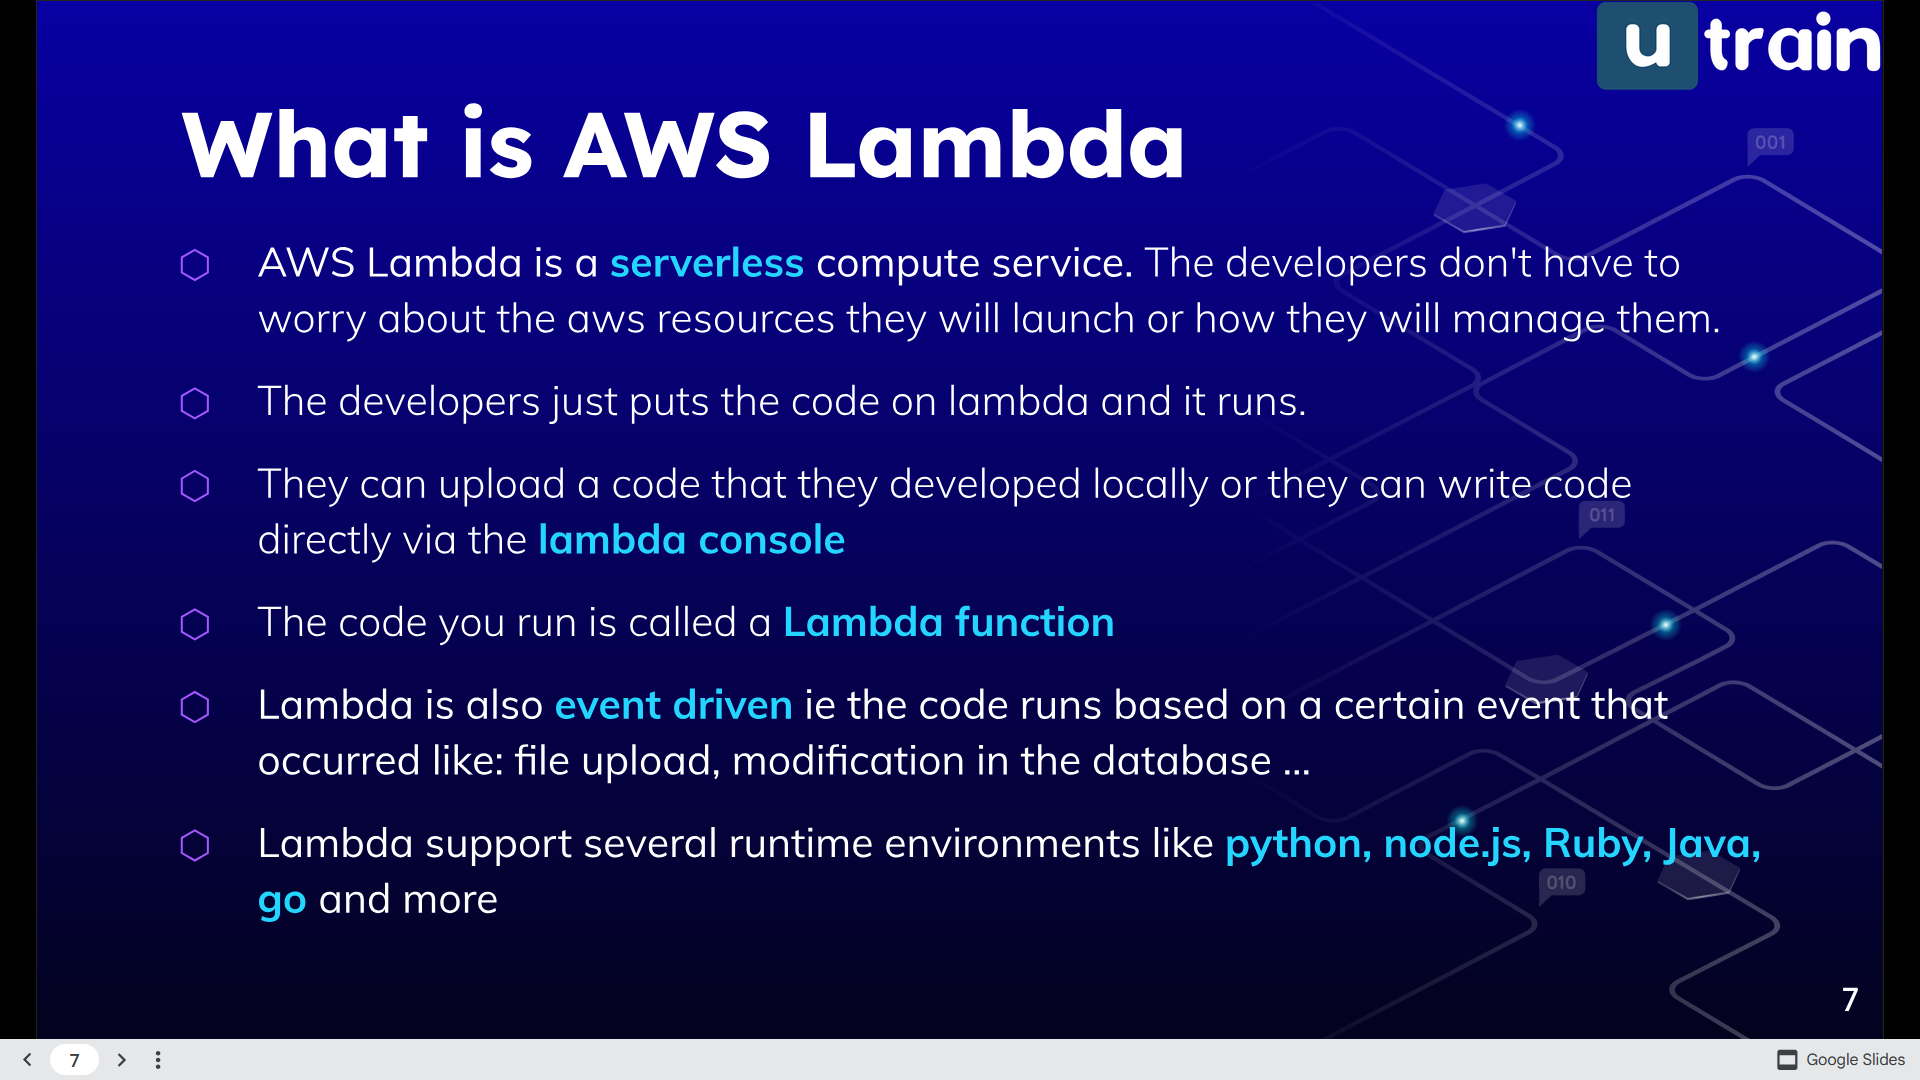 u train
001
What is AWS Lambda
AWS Lambda is a serverless compute service. The developers don't have to
worry about the aws resources they will launch or how they will manage them.
The developers just puts the code on lambda and it runs.
They can upload a code that they developed locally or they can write code
directly via the lambda console
011
The code you run is called a Lambda function
Lambda is also event driven ie the code runs based on a certain event that
occurred like: file upload, modification in the database ...
Lambda support several runtime environments like python, node.js, Ruby, Java,
go and more
010
7
7
Google Slides